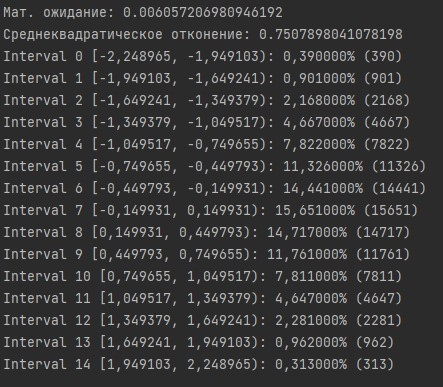 Мат. ожидание: 0.006057206980946192
Среднеквадратическое отконение: 0.7507898041078198
Interval 0 [-2,248965, -1,949103): 0,390000% (390)
Interval 1 [-1,949103, -1,649241): 0,901000% (901)
Interval 2 [-1,649241, -1,349379): 2,168000% (2168)
Interval 3 [-1,349379, -1,049517): 4,667000% (4667)
Interval 4 [-1,049517, -0,749655): 7,822000% (7822)
Interval 5 [-0,749655, -0,449793): 11,326000% (11326)
Interval 6 [-0,449793, -0,149931): 14,441000% (14441)
Interval 7 [-0,149931, 0,149931): 15,651000% (15651)
Interval 8 [0,149931, 0,449793): 14,717000% (14717)
Interval 9 [0,449793, 0,749655): 11,761000% (11761)
Interval 10 [0,749655, 1,049517): 7,811000% (7811)
Interval 11 [1,049517, 1,349379): 4,647000% (4647)
Interval 12 [1,349379, 1,649241): 2,281000% (2281)
Interval 13 [1,649241, 1,949103): 0,962000% (962)
Interval 14 [1,949103, 2,248965): 0,313000% (313)